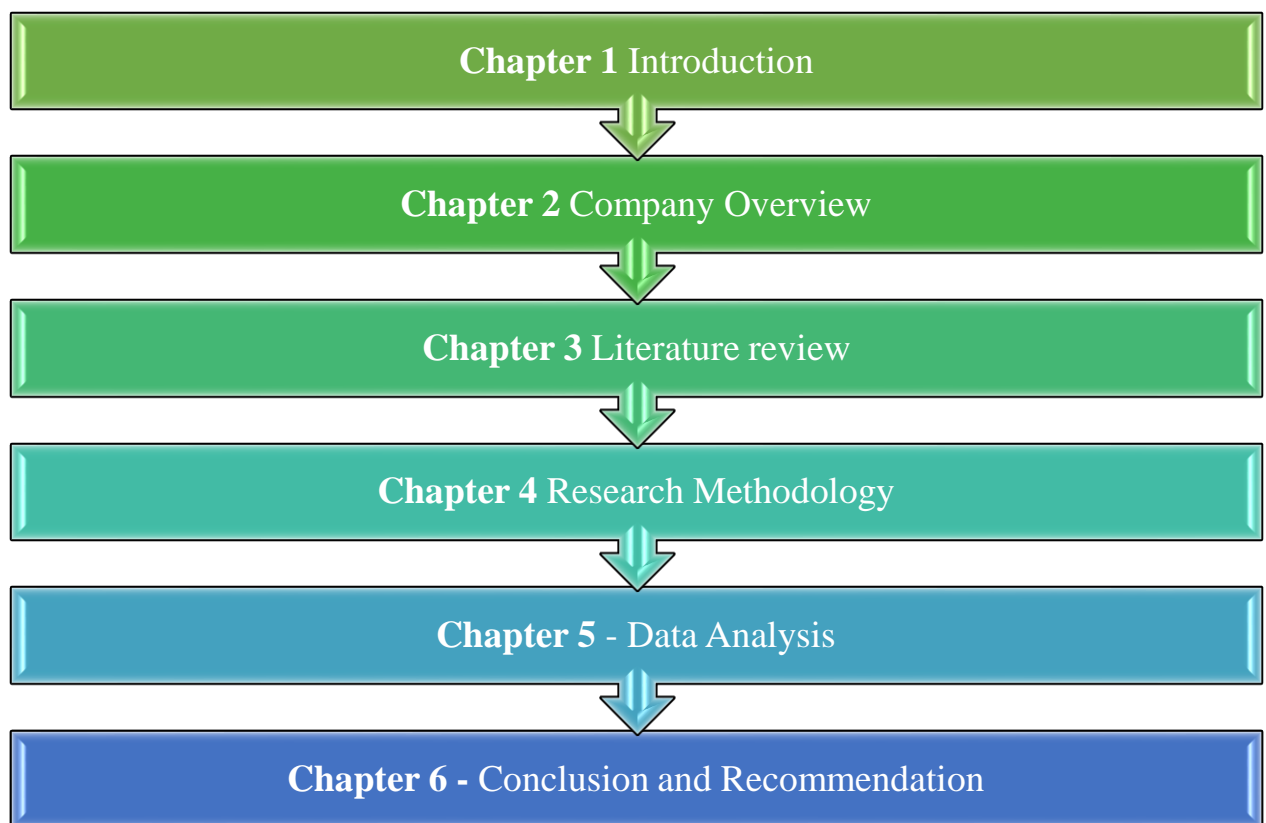 Chapter 1 Introduction
Chapter 2 Company Overview
Chapter 3 Literature review
Chapter 4 Research Methodology
Chapter 5 - Data Analysis
Chapter 6 - Conclusion and Recommendation